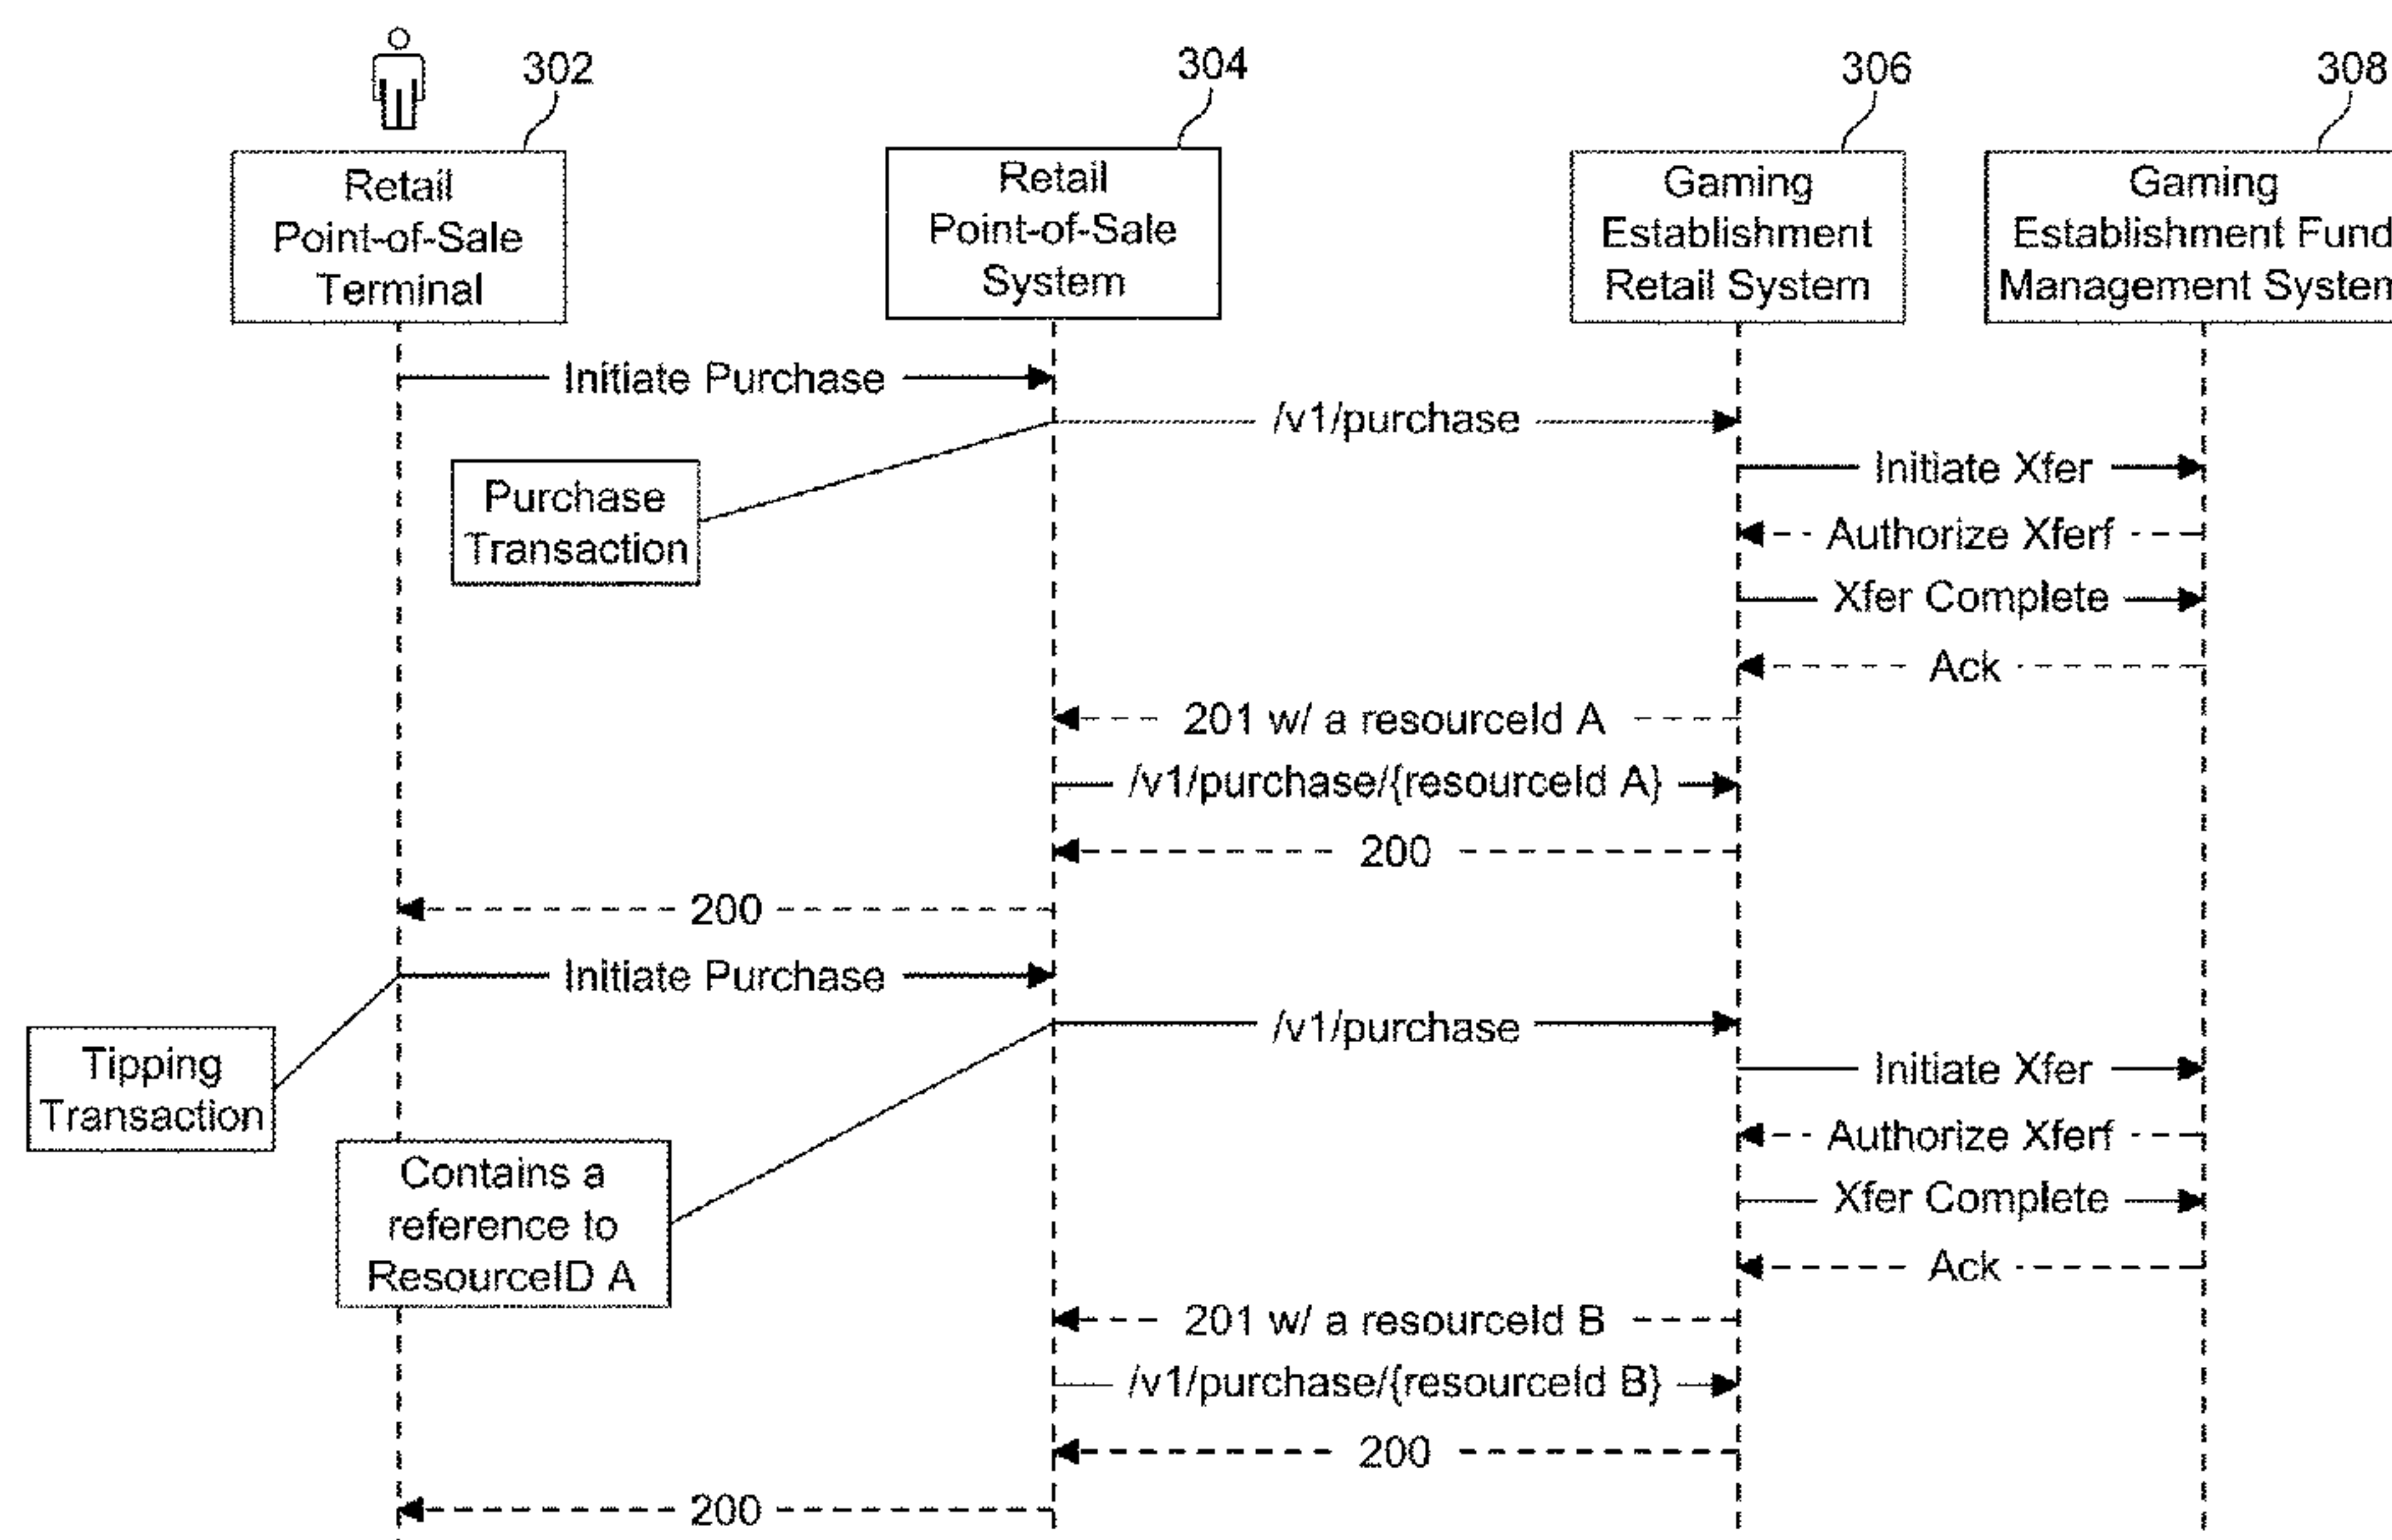 302
304
306
308
Retail
Point-of-Sale
Terminal
Retail
Point-of-Sale
System
Gaming
Establishment
Retail System
Gaming
Establishment Fund
Management System
Initiate Purchase
/v1/purchase
Purchase
Transaction
Initiate Xfer
Authorize Xferf
Xfer Complete
Ack
201 w/ a resourceId A
/v1/purchase/{resourceId A}
200
200
Initiate Purchase
Tipping
Transaction
/v1/purchase
Contains a
reference to
ResourceID A
Initiate Xfer
Authorize Xferf
Xfer Complete
Ack
201 w/ a resourceId B
/v1/purchase/{resourceId B}
200
200